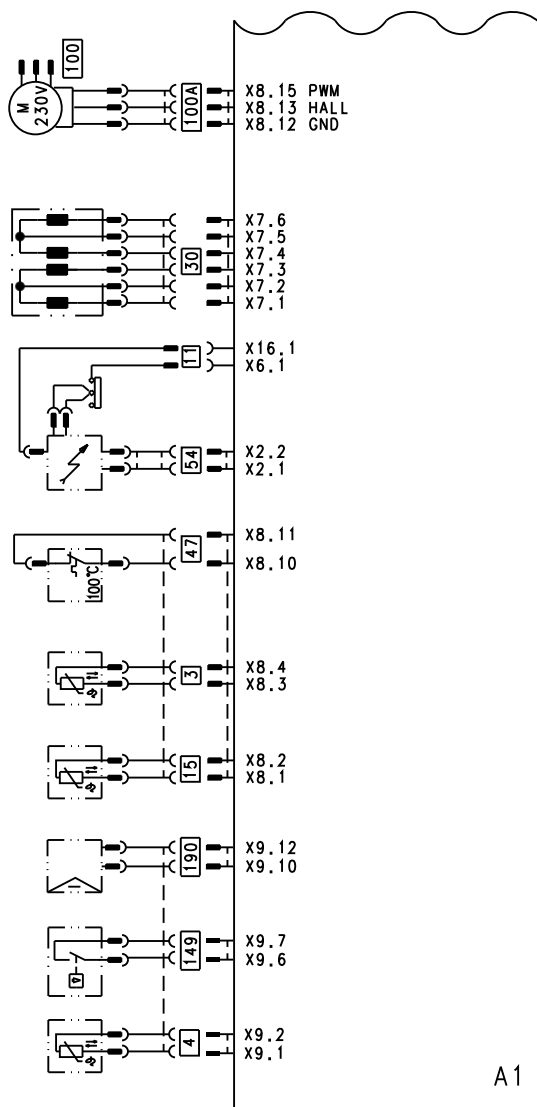 100
M
230V
100A
X8.15 PWM
X8.13 HALL
X8.12 GND
30
X7.6
X7.5
X7.4
X7.3
X7.2
X7.1
11
X16.1
X6.1
54
X2.2
X2.1
47
100°C
X8.11
X8.10
3
X8.4
X8.3
15
X8.2
X8.1
190
X9.12
X9.10
149
X9.7
X9.6
4
X9.2
X9.1
A1